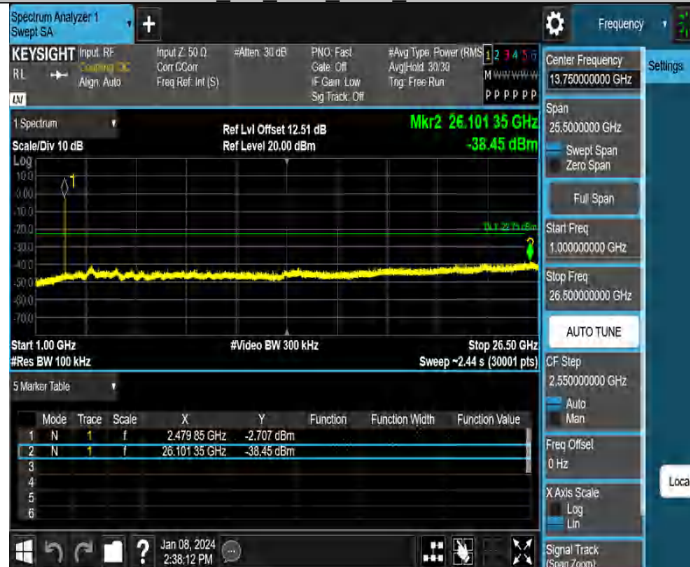 Spectrum Analyzer 1
Swept SA
Frequency
Settings
KEYSIGHT
RL
Input: RF
Coupling: DC
Align: Auto
Input Z: 50 Ω
Corr CCorr
Freq Ref: Int (S)
#Atten: 30 dB
PNO: Fast
Gate: Off
IF Gain: Low
Sig Track: Off
#Avg Type: Power (RMS
Avg|Hold: 30/30
Trig: Free Run
1 2 3 4 5 6
M W W W W W
P P P P P P
LXI
1 Spectrum
Scale/Div 10 dB
Ref Lvl Offset 12.51 dB
Ref Level 20.00 dBm
Mkr2 26.101 35 GHz
-38.45 dBm
Log
10.0
0.00
-10.0
-20.0
-30.0
-40.0
-50.0
-60.0
-70.0
1
2
Start 1.00 GHz
#Res BW 100 kHz
#Video BW 300 kHz
Stop 26.50 GHz
Sweep ~2.44 s (30001 pts)
5 Marker Table
Mode Trace Scale X Y Function Function Width Function Value
1 N 1 f 2.479 85 GHz -2.707 dBm
2 N 1 f 26.101 35 GHz -38.45 dBm
3
4
5
6
Center Frequency
13.750000000 GHz
Span
25.5000000 GHz
Swept Span
Zero Span
Full Span
Start Freq
1.000000000 GHz
Stop Freq
26.500000000 GHz
AUTO TUNE
CF Step
2.550000000 GHz
Auto
Man
Freq Offset
0 Hz
X Axis Scale
Log
Lin
Signal Track
(Span Zoom)
Loca
?
Jan 08, 2024
2:38:12 PM